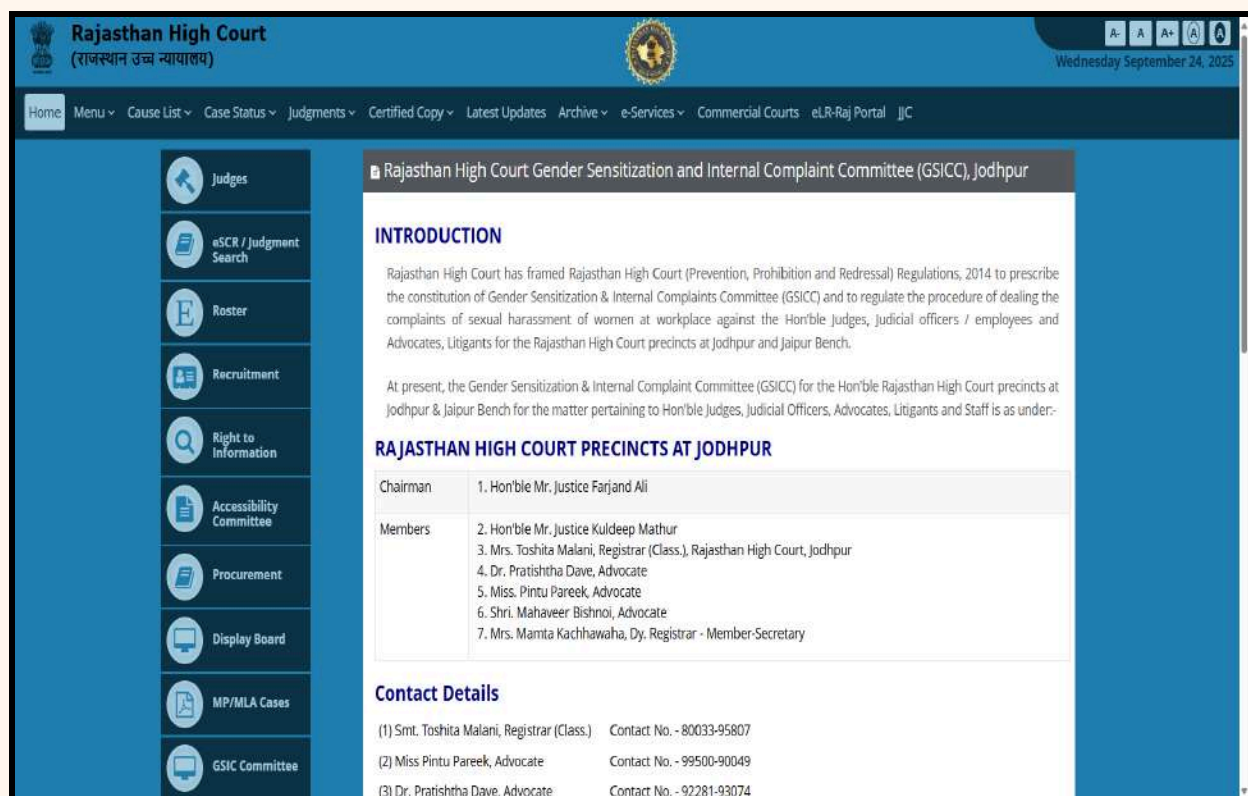 Rajasthan High Court
(राजस्थान उच्च न्यायालय)
A- A A+ A A
Wednesday September 24, 2025
Home Menu Cause List Case Status Judgments Certified Copy Latest Updates Archive e-Services Commercial Courts eLR-Raj Portal JJC
Judges
eSCR / Judgment
Search
Roster
Recruitment
Right to
Information
Accessibility
Committee
Procurement
Display Board
MP/MLA Cases
GSIC Committee
Rajasthan High Court Gender Sensitization and Internal Complaint Committee (GSICC), Jodhpur
INTRODUCTION
Rajasthan High Court has framed Rajasthan High Court (Prevention, Prohibition and Redressal) Regulations, 2014 to prescribe
the constitution of Gender Sensitization & Internal Complaints Committee (GSICC) and to regulate the procedure of dealing the
complaints of sexual harassment of women at workplace against the Hon'ble Judges, Judicial officers / employees and
Advocates, Litigants for the Rajasthan High Court precincts at Jodhpur and Jaipur Bench.
At present, the Gender Sensitization & Internal Complaint Committee (GSICC) for the Hon'ble Rajasthan High Court precincts at
Jodhpur & Jaipur Bench for the matter pertaining to Hon'ble Judges, Judicial Officers, Advocates, Litigants and Staff is as under:-
RAJASTHAN HIGH COURT PRECINCTS AT JODHPUR
Chairman 1. Hon'ble Mr. Justice Farjand Ali
Members 2. Hon'ble Mr. Justice Kuldeep Mathur
3. Mrs. Toshita Malani, Registrar (Class.), Rajasthan High Court, Jodhpur
4. Dr. Pratishtha Dave, Advocate
5. Miss. Pintu Pareek, Advocate
6. Shri. Mahaveer Bishnoi, Advocate
7. Mrs. Mamta Kachhawaha, Dy. Registrar - Member-Secretary
Contact Details
(1) Smt. Toshita Malani, Registrar (Class.) Contact No. - 80033-95807
(2) Miss Pintu Pareek, Advocate Contact No. - 99500-90049
(3) Dr. Pratishtha Dave, Advocate Contact No. - 92281-93074